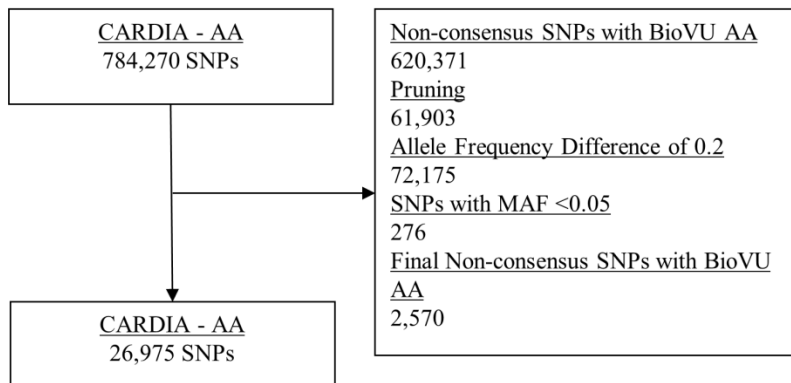 CARDIA - AA
784,270 SNPs
Non-consensus SNPs with BioVU AA
620,371
Pruning
61,903
Allele Frequency Difference of 0.2
72,175
SNPs with MAF <0.05
276
Final Non-consensus SNPs with BioVU
AA
2,570
CARDIA - AA
26,975 SNPs